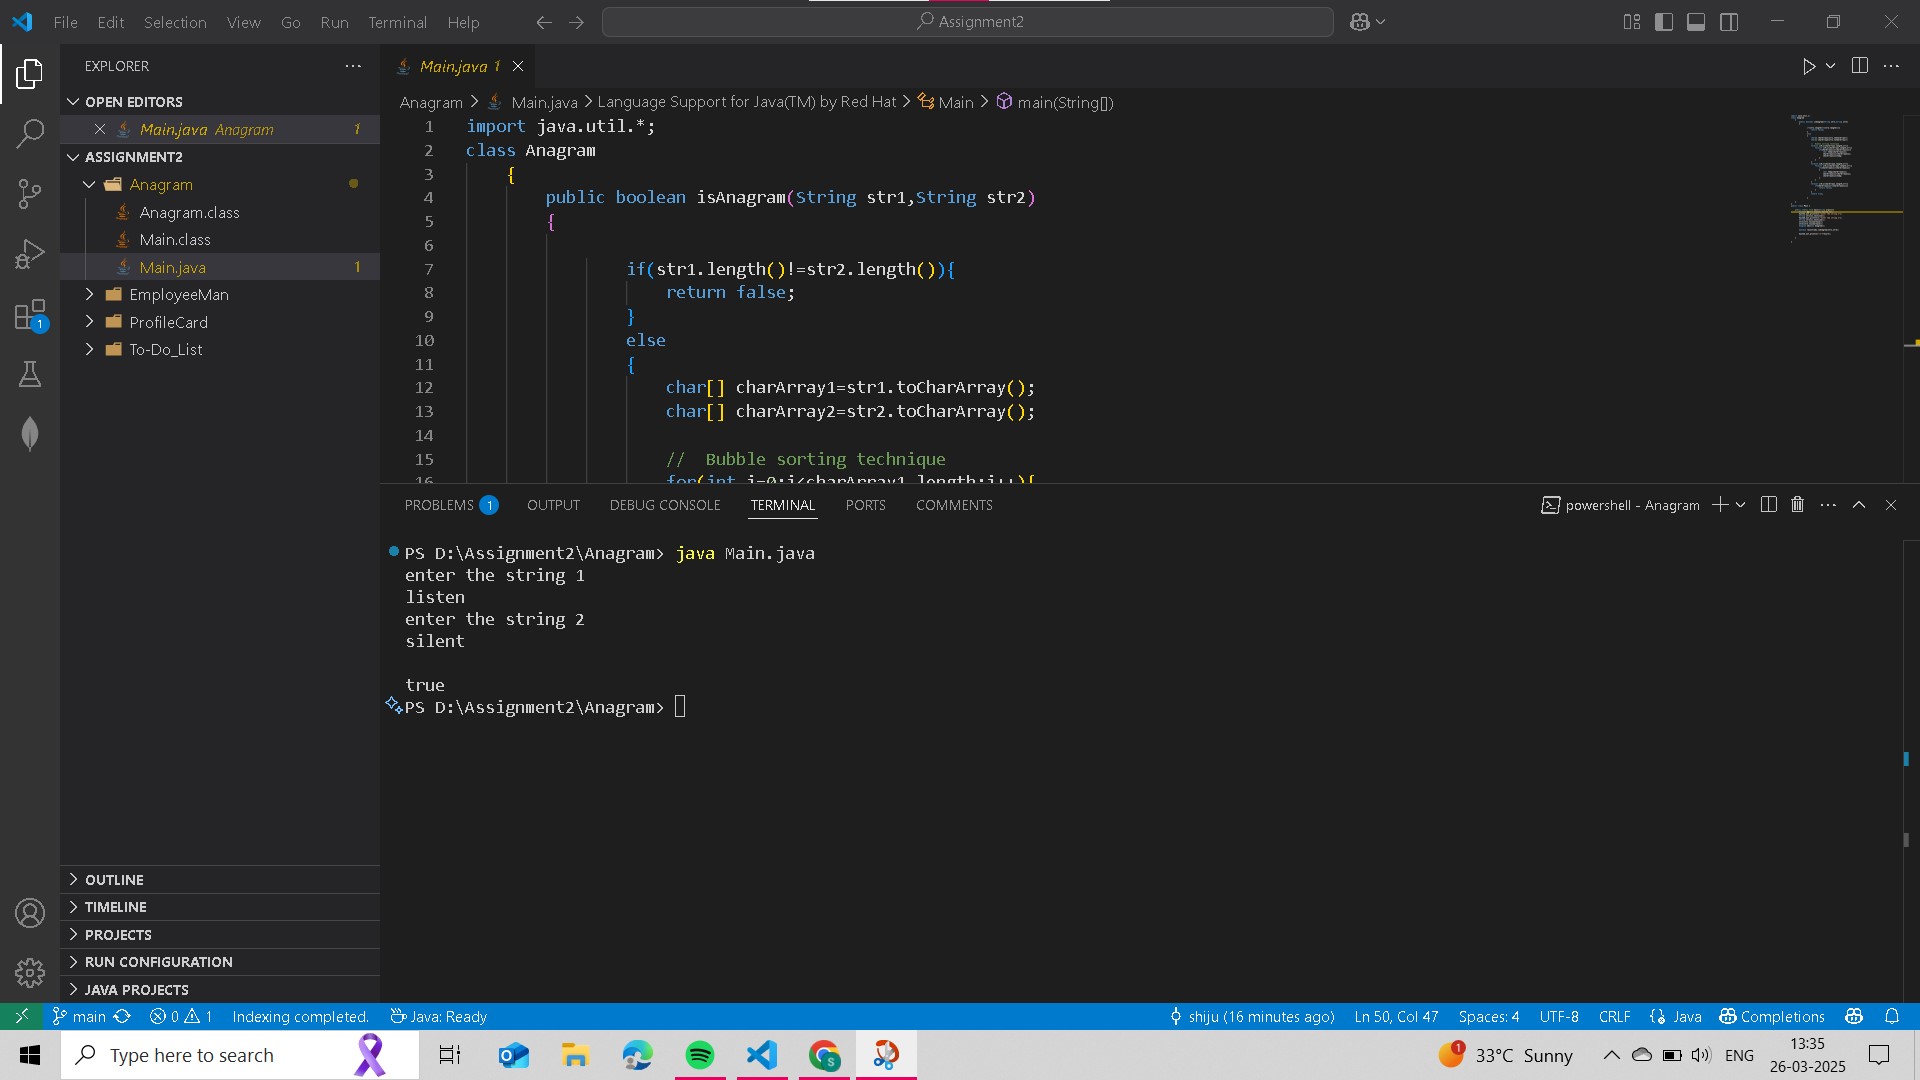 File Edit Selection View Go Run Terminal Help
Assignment2
EXPLORER
OPEN EDITORS
Main.java Anagram 1
ASSIGNMENT2
Anagram
Anagram.class
Main.class
Main.java 1
EmployeeMan
ProfileCard
To-Do_List
OUTLINE
TIMELINE
PROJECTS
RUN CONFIGURATION
JAVA PROJECTS
Main.java 1
Anagram > Main.java > Language Support for Java(TM) by Red Hat > Main > main(String[])
1 import java.util.*;
2 class Anagram
3 {
4 public boolean isAnagram(String str1,String str2)
5 {
6
7 if(str1.length()!=str2.length()){
8 return false;
9 }
10 else
11 {
12 char[] charArray1=str1.toCharArray();
13 char[] charArray2=str2.toCharArray();
14
15 // Bubble sorting technique
16 for(int i=0;i<charArray1.length;i++){
PROBLEMS 1 OUTPUT DEBUG CONSOLE TERMINAL PORTS COMMENTS
powershell - Anagram
PS D:\Assignment2\Anagram> java Main.java
enter the string 1
listen
enter the string 2
silent
true
PS D:\Assignment2\Anagram>
1
main 0 1 Indexing completed. Java: Ready
shiju (16 minutes ago) Ln 50, Col 47 Spaces: 4 UTF-8 CRLF {} Java Completions
Type here to search
1 33°C Sunny ENG 13:35
26-03-2025